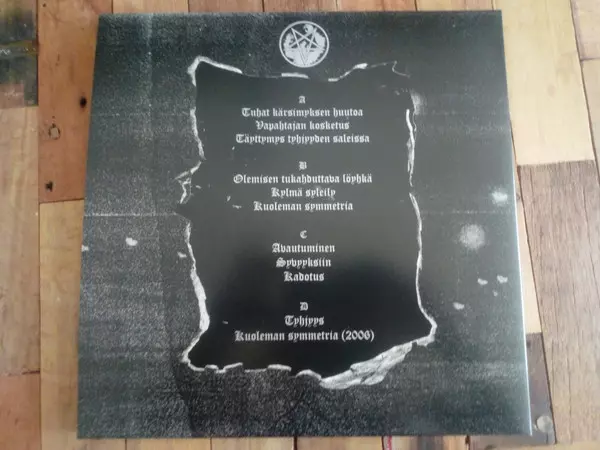 A
Tuhat kärsimyksen huutoa
Vapahtajan kosketus
Täyttymys tyhjyyden saleissa
B
Olemisen tukahduttava löyhkä
Kylmä syleily
Kuoleman symmetria
C
Avautuminen
Syvyyksiin
Kadotus
D
Tyhjyys
Kuoleman symmetria (2006)